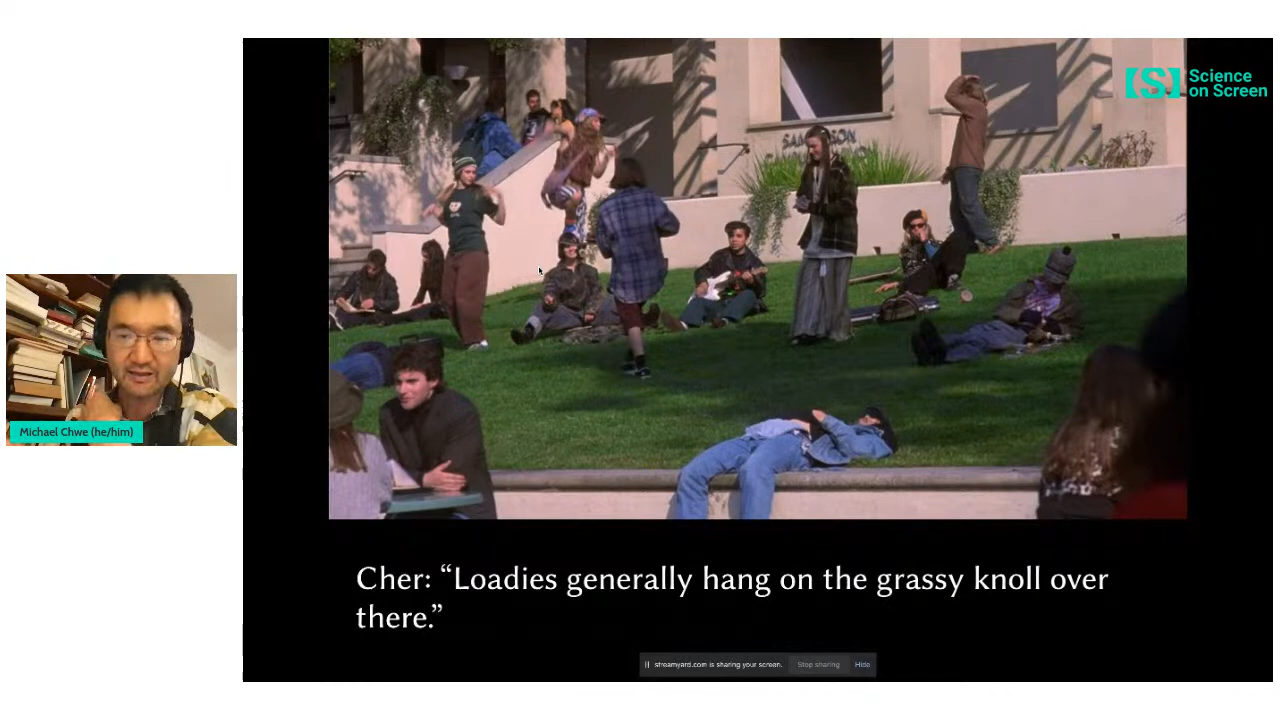 Science
on Screen
Michael Chwe (he/him)
Cher: “Loadies generally hang on the grassy knoll over
there.”
streamyard.com is sharing your screen.
Stop sharing
Hide